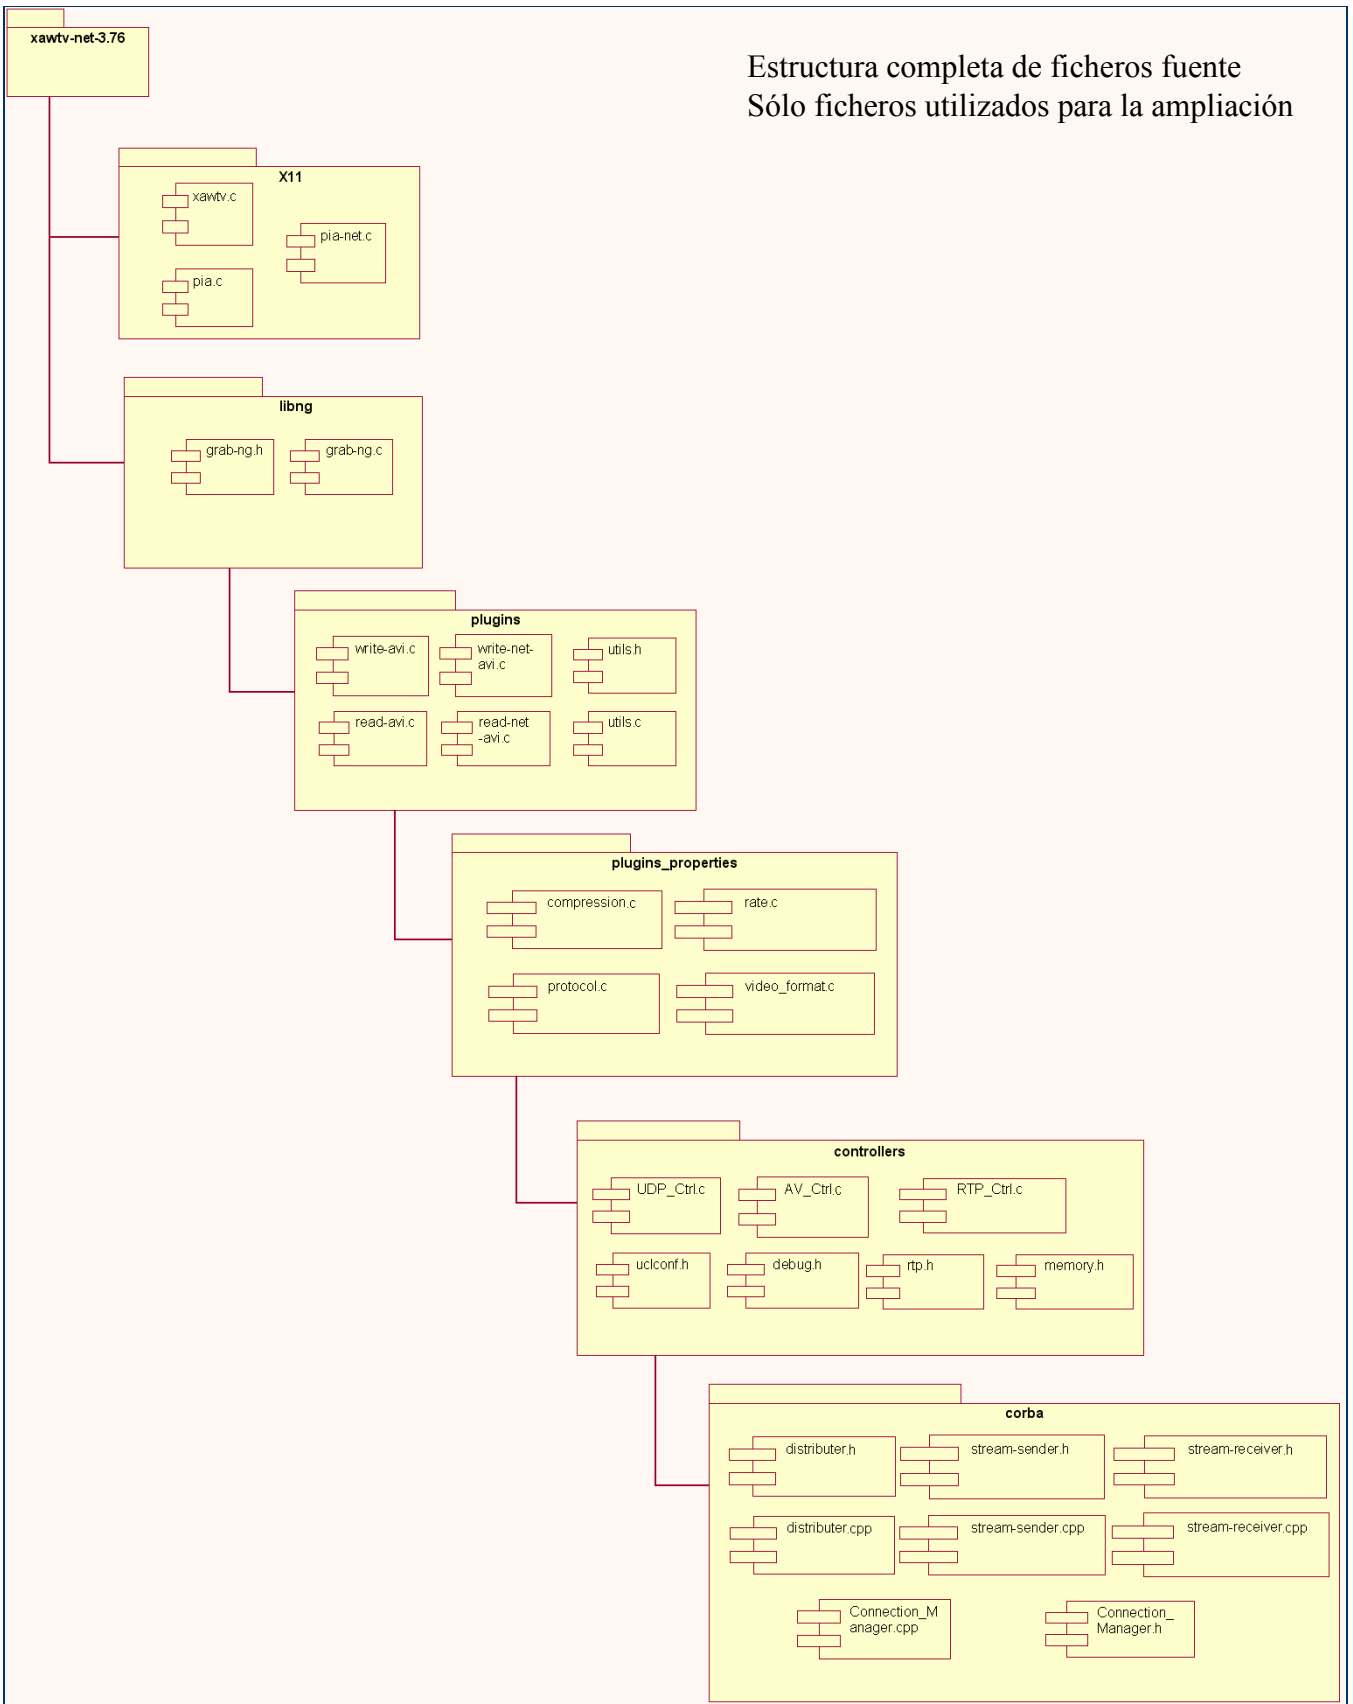 xawtv-net-3.76
Estructura completa de ficheros fuente
Sólo ficheros utilizados para la ampliación
X11
xawtv.c
pia-net.c
pia.c
libng
grab-ng.h
grab-ng.c
plugins
write-avi.c
write-net-
avi.c
utils.h
read-avi.c
read-net
-avi.c
utils.c
plugins_properties
compression.c
rate.c
protocol.c
video_format.c
controllers
UDP_Ctrl.c
AV_Ctrl.c
RTP_Ctrl.c
uclconf.h
debug.h
rtp.h
memory.h
corba
distributer.h
stream-sender.h
stream-receiver.h
distributer.cpp
stream-sender.cpp
stream-receiver.cpp
Connection_M
anager.cpp
Connection_
Manager.h